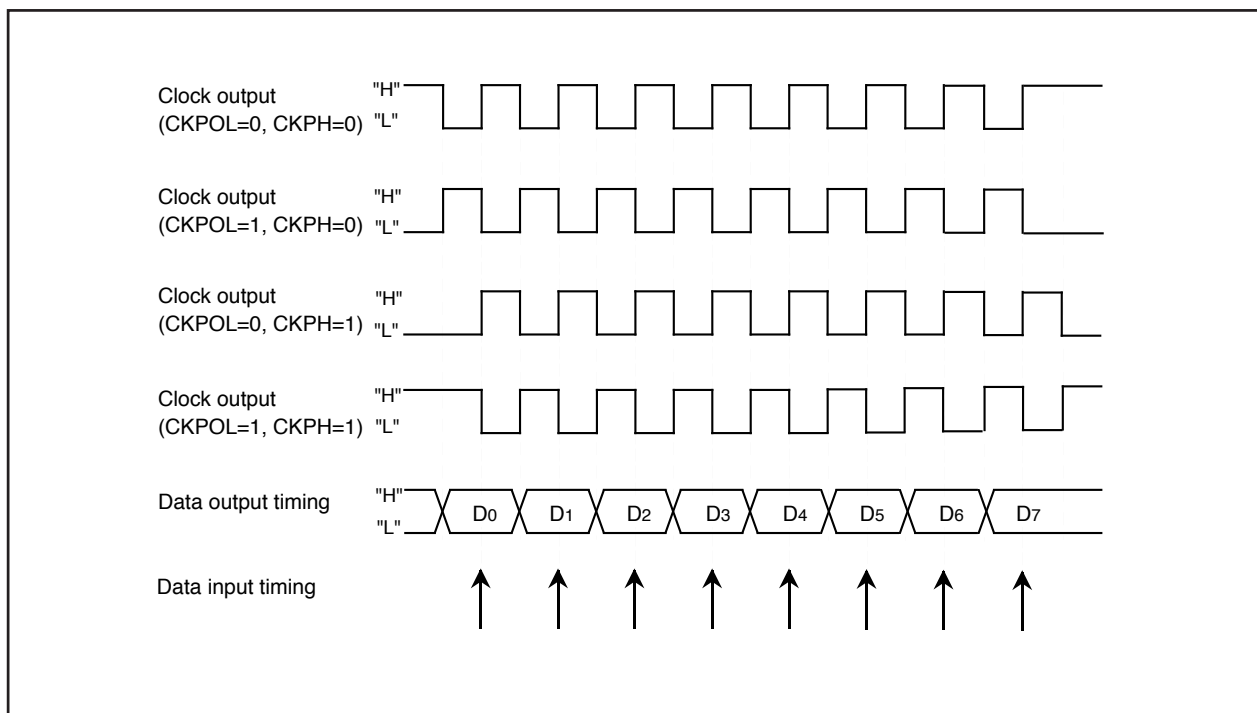 Clock output
(CKPOL=0, CKPH=0)
"H"
"L"
Clock output
(CKPOL=1, CKPH=0)
"H"
"L"
Clock output
(CKPOL=0, CKPH=1)
"H"
"L"
Clock output
(CKPOL=1, CKPH=1)
"H"
"L"
Data output timing
"H"
"L"
D0 D1 D2 D3 D4 D5 D6 D7
Data input timing